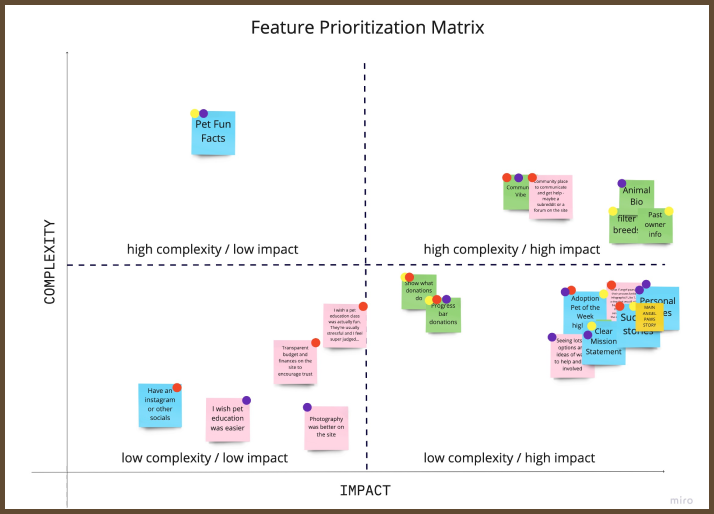 Feature Prioritization Matrix
COMPLEXITY
Pet Fun
Facts
high complexity / low impact
Commun
Vibe
Community place
to communicate
and get help -
maybe a
subreddit or a
forum on the site
Animal
Bio
filter
breeds
Past
owner
info
high complexity / high impact
Show what
donations
do
Progress
bar
donations
I wish a pet
education class
was actually fun.
They're usually
stressful and I feel
super judged...
Transparent
budget and
finances on the
site to
encourage trust
Have an
instagram
or other
socials
I wish pet
education
was easier
Photography
was better on
the site
low complexity / low impact
Adoption
Pet of the
Week
high
Personal
MAIN
ANGEL
PAWS
STORY
Suc
stories
Clear
Mission
Statement
Seeing lots
options a
ideas of w
to help and
involved
low complexity / high impact
IMPACT
miro